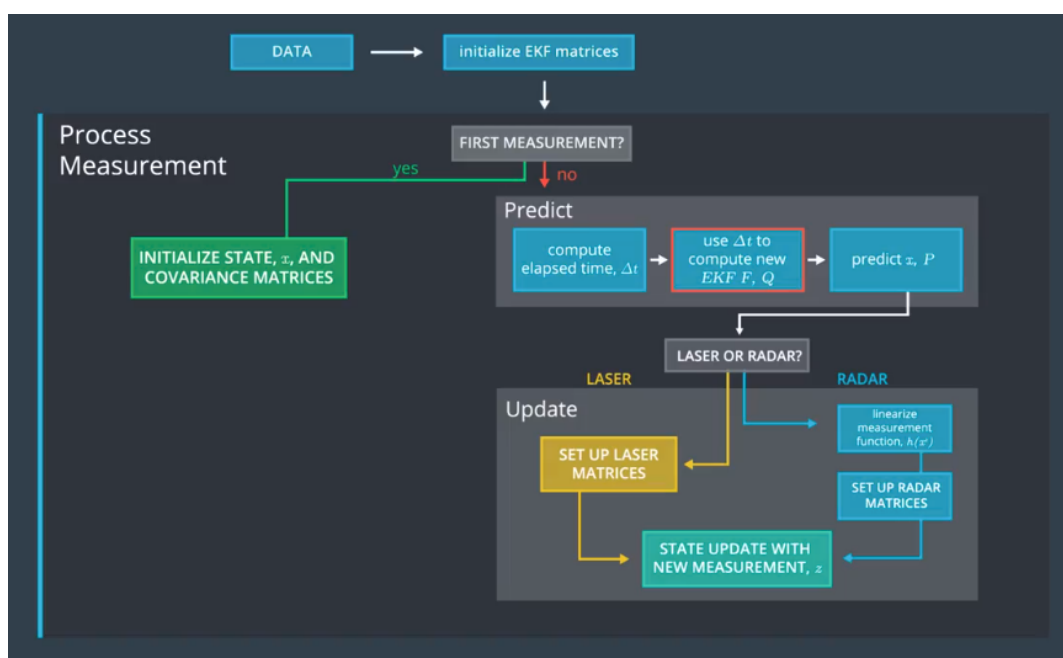 DATA
initialize EKF matrices
Process
Measurement
FIRST MEASUREMENT?
yes
no
INITIALIZE STATE, x, AND
COVARIANCE MATRICES
Predict
compute
elapsed time, Δt
use Δt to
compute new
EKF F, Q
predict x, P
LASER OR RADAR?
LASER
RADAR
Update
SET UP LASER
MATRICES
linearize
measurement
function, h(x')
SET UP RADAR
MATRICES
STATE UPDATE WITH
NEW MEASUREMENT, z